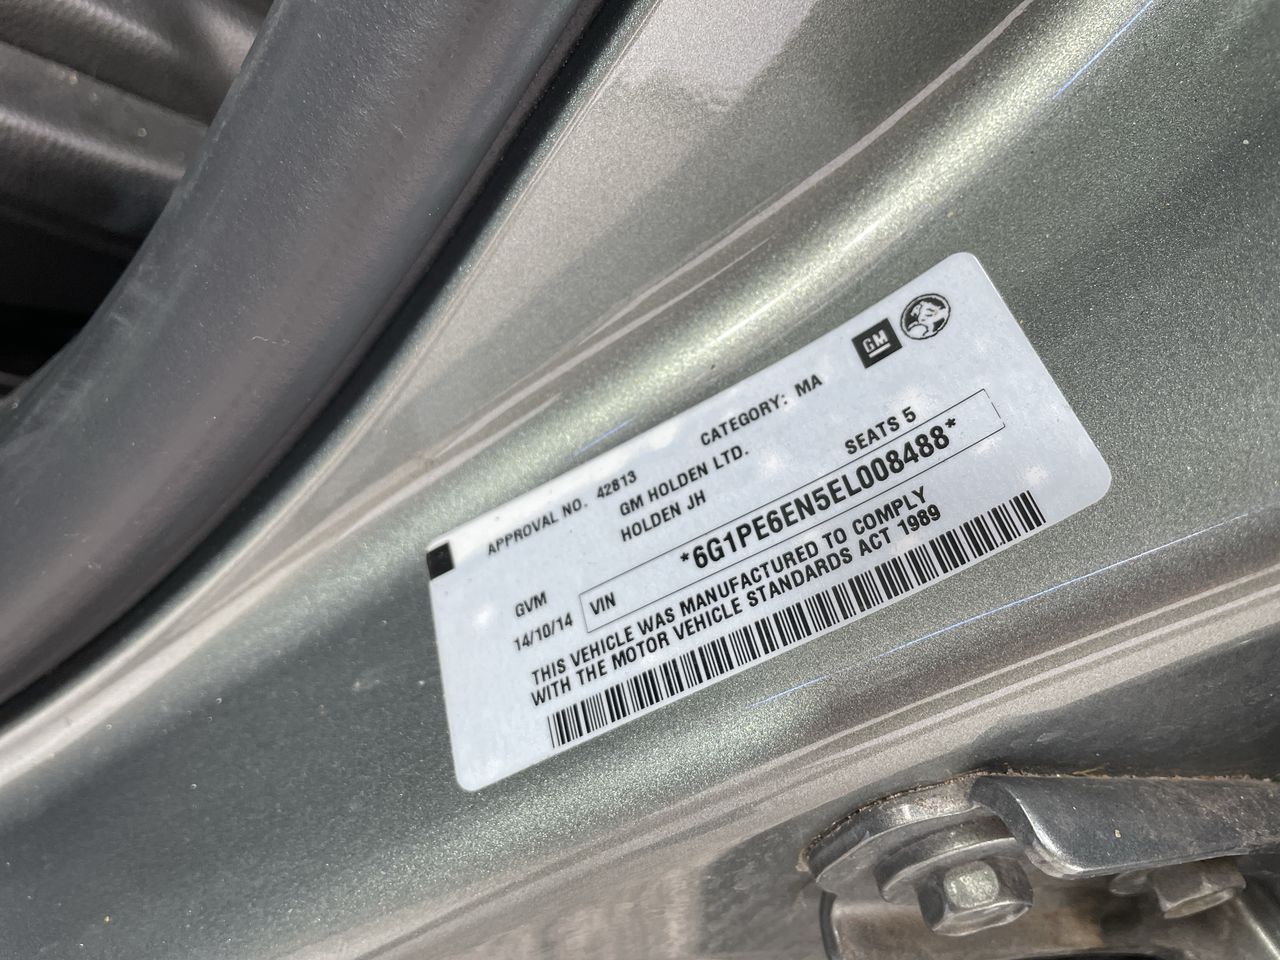 GM
APPROVAL NO. 42813 CATEGORY: MA
GM HOLDEN LTD.
HOLDEN JH SEATS 5
GVM
14/10/14 VIN *6G1PE6EN5EL008488*
THIS VEHICLE WAS MANUFACTURED TO COMPLY
WITH THE MOTOR VEHICLE STANDARDS ACT 1989